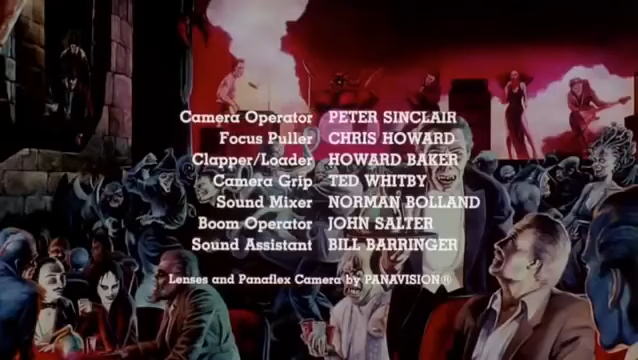 Camera Operator PETER SINCLAIR
Focus Puller CHRIS HOWARD
Clapper/Loader HOWARD BAKER
Camera Grip TED WHITBY
Sound Mixer NORMAN BOLLAND
Boom Operator JOHN SALTER
Sound Assistant BILL BARRINGER
Lenses and Panaflex Camera by PANAVISION®